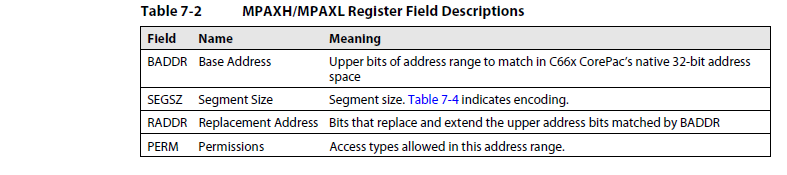 Table 7-2 MPAXH/MPAXL Register Field Descriptions
Field Name Meaning
BADDR Base Address Upper bits of address range to match in C66x CorePac's native 32-bit address
space
SEGSZ Segment Size Segment size. Table 7-4 indicates encoding.
RADDR Replacement Address Bits that replace and extend the upper address bits matched by BADDR
PERM Permissions Access types allowed in this address range.